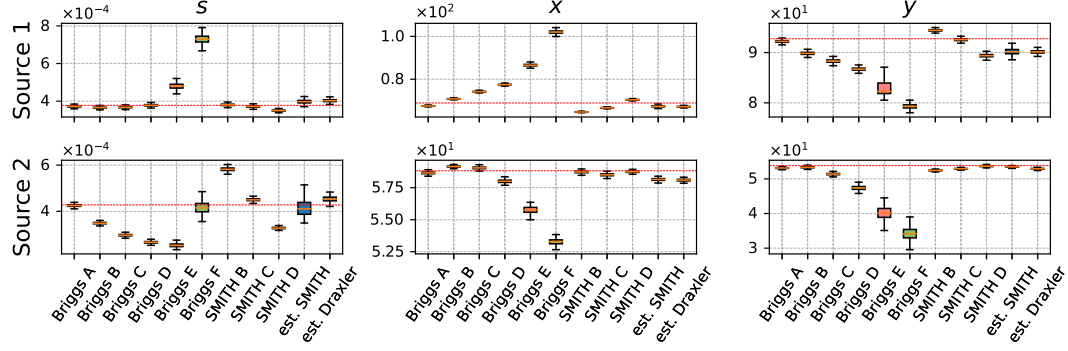 s x y
×10⁻⁴ ×10² ×10¹
Source 1
8
6
4
1.0
0.8
9
8
×10⁻⁴ ×10¹ ×10¹
Source 2
6
4
5.75
5.50
5.25
5
4
3
Briggs A Briggs B Briggs C Briggs D Briggs E Briggs F SMITH B SMITH C SMITH D est. SMITH est. Draxler
Briggs A Briggs B Briggs C Briggs D Briggs E Briggs F SMITH B SMITH C SMITH D est. SMITH est. Draxler
Briggs A Briggs B Briggs C Briggs D Briggs E Briggs F SMITH B SMITH C SMITH D est. SMITH est. Draxler